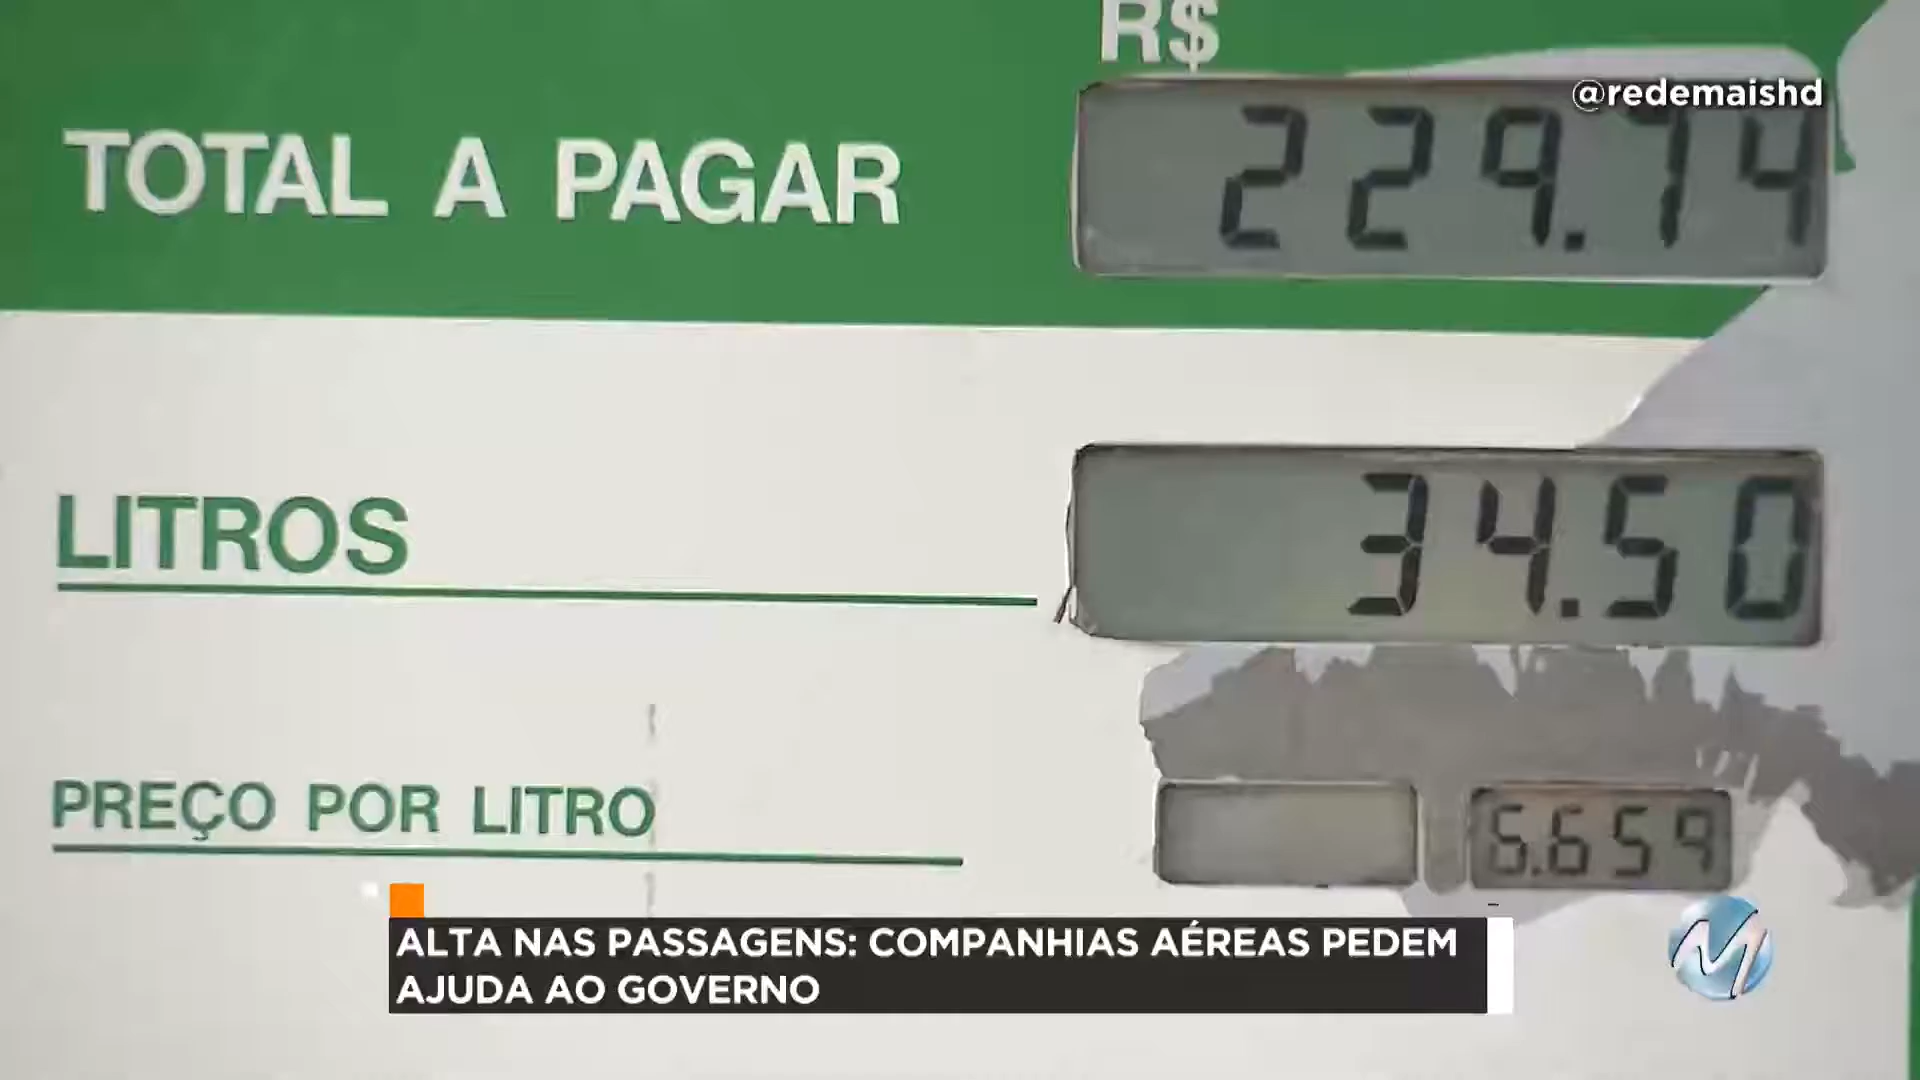 R$
@redemaishd
TOTAL A PAGAR
229.74
LITROS
34.50
PREÇO POR LITRO
5.659
ALTA NAS PASSAGENS: COMPANHIAS AÉREAS PEDEM
AJUDA AO GOVERNO